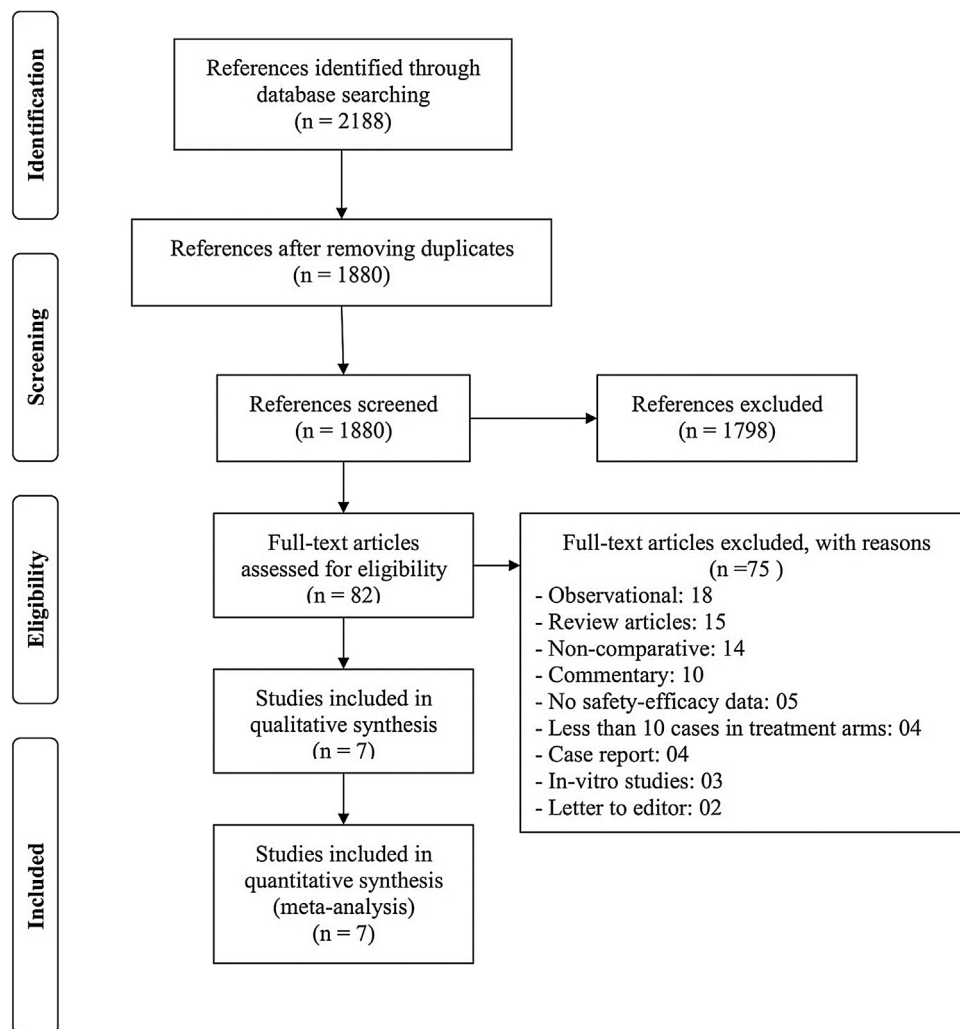 Identification
References identified through
database searching
(n = 2188)
References after removing duplicates
(n = 1880)
Screening
References screened
(n = 1880)
References excluded
(n = 1798)
Eligibility
Full-text articles
assessed for eligibility
(n = 82)
Full-text articles excluded, with reasons
(n =75 )
- Observational: 18
- Review articles: 15
- Non-comparative: 14
- Commentary: 10
- No safety-efficacy data: 05
- Less than 10 cases in treatment arms: 04
- Case report: 04
- In-vitro studies: 03
- Letter to editor: 02
Studies included in
qualitative synthesis
(n = 7)
Included
Studies included in
quantitative synthesis
(meta-analysis)
(n = 7)